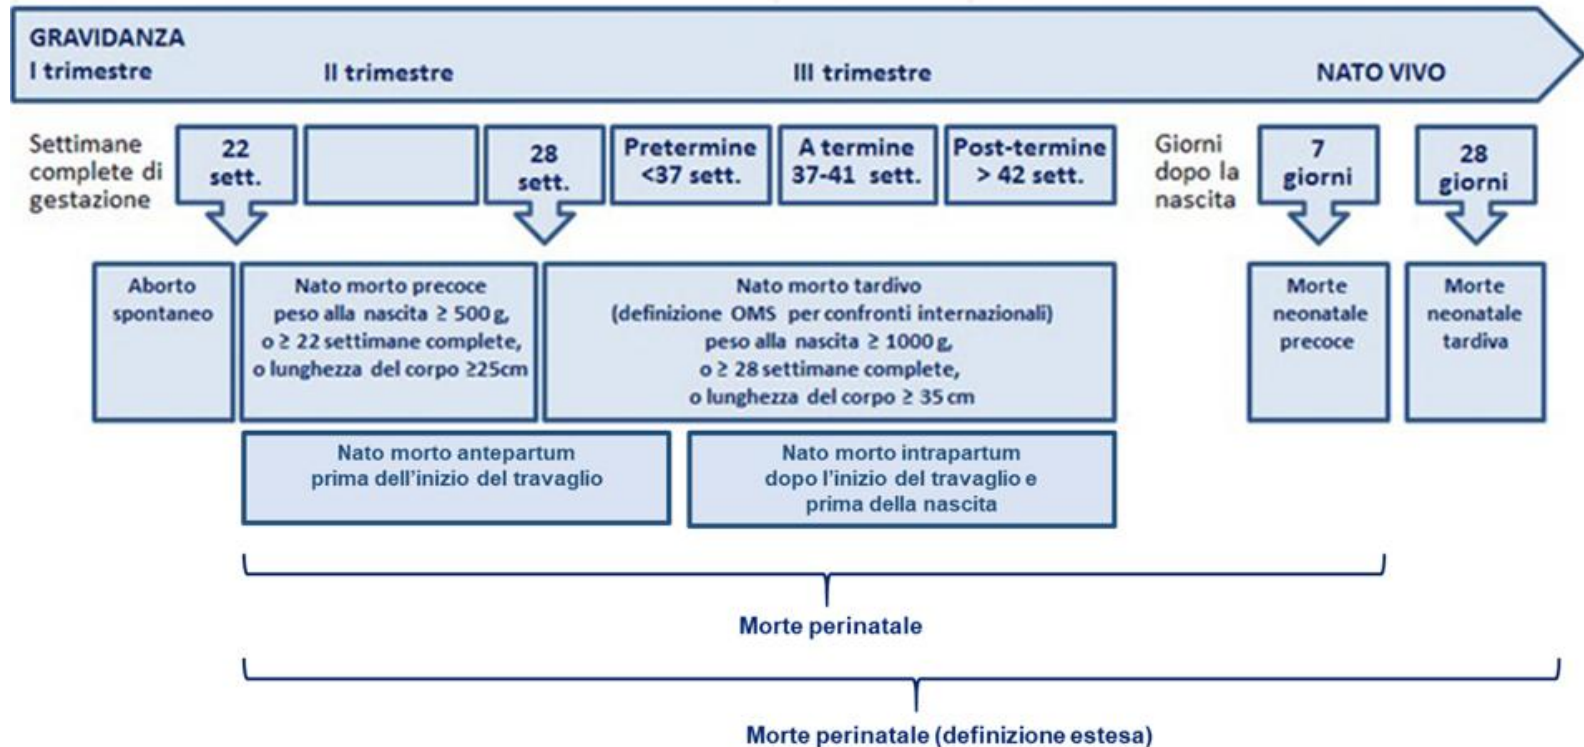 GRAVIDANZA
I trimestre
II trimestre
III trimestre
NATO VIVO
Settimane
complete di
gestazione
22
sett.
28
sett.
Pretermine
<37 sett.
A termine
37-41 sett.
Post-termine
> 42 sett.
Giorni
dopo la
nascita
7
giorni
28
giorni
Aborto
spontaneo
Nato morto precoce
peso alla nascita ≥ 500 g,
o ≥ 22 settimane complete,
o lunghezza del corpo ≥25cm
Nato morto tardivo
(definizione OMS per confronti internazionali)
peso alla nascita ≥ 1000 g,
o ≥ 28 settimane complete,
o lunghezza del corpo ≥ 35 cm
Morte
neonatale
precoce
Morte
neonatale
tardiva
Nato morto antepartum
prima dell'inizio del travaglio
Nato morto intrapartum
dopo l'inizio del travaglio e
prima della nascita
Morte perinatale
Morte perinatale (definizione estesa)